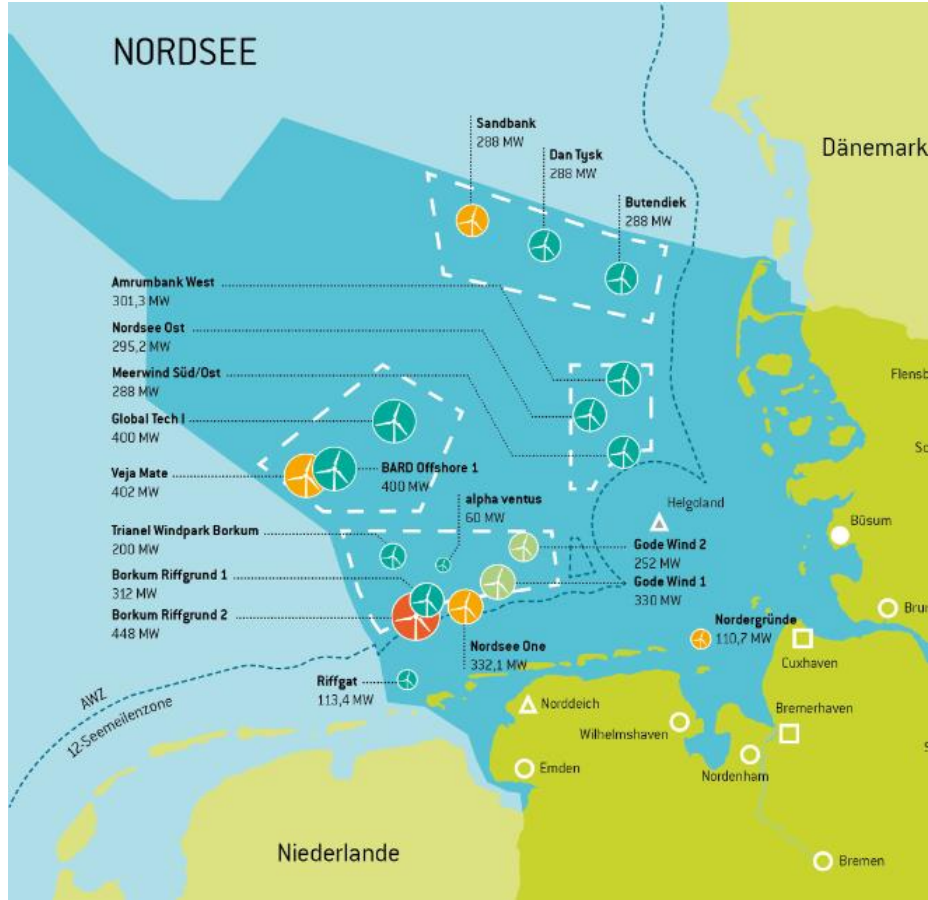 NORDSEE
Sandbank
288 MW
Dan Tysk
288 MW
Dänemark
Butendiek
288 MW
Amrumbank West
301,3 MW
Nordsee Ost
295,2 MW
Meerwind Süd/Ost
288 MW
Global Tech I
400 MW
Veja Mate
402 MW
BARD Offshore 1
400 MW
alpha ventus
60 MW
Trianel Windpark Borkum
200 MW
Borkum Riffgrund 1
312 MW
Borkum Riffgrund 2
448 MW
Gode Wind 2
252 MW
Gode Wind 1
330 MW
Nordsee One
332,1 MW
Riffgat
113,4 MW
Nordergründe
110,7 MW
Helgoland
Flensb
Büsum
Brun
Cuxhaven
Bremerhaven
Norddeich
Wilhelmshaven
Nordenham
Emden
Bremen
AWZ
12-Seemeilenzone
Niederlande